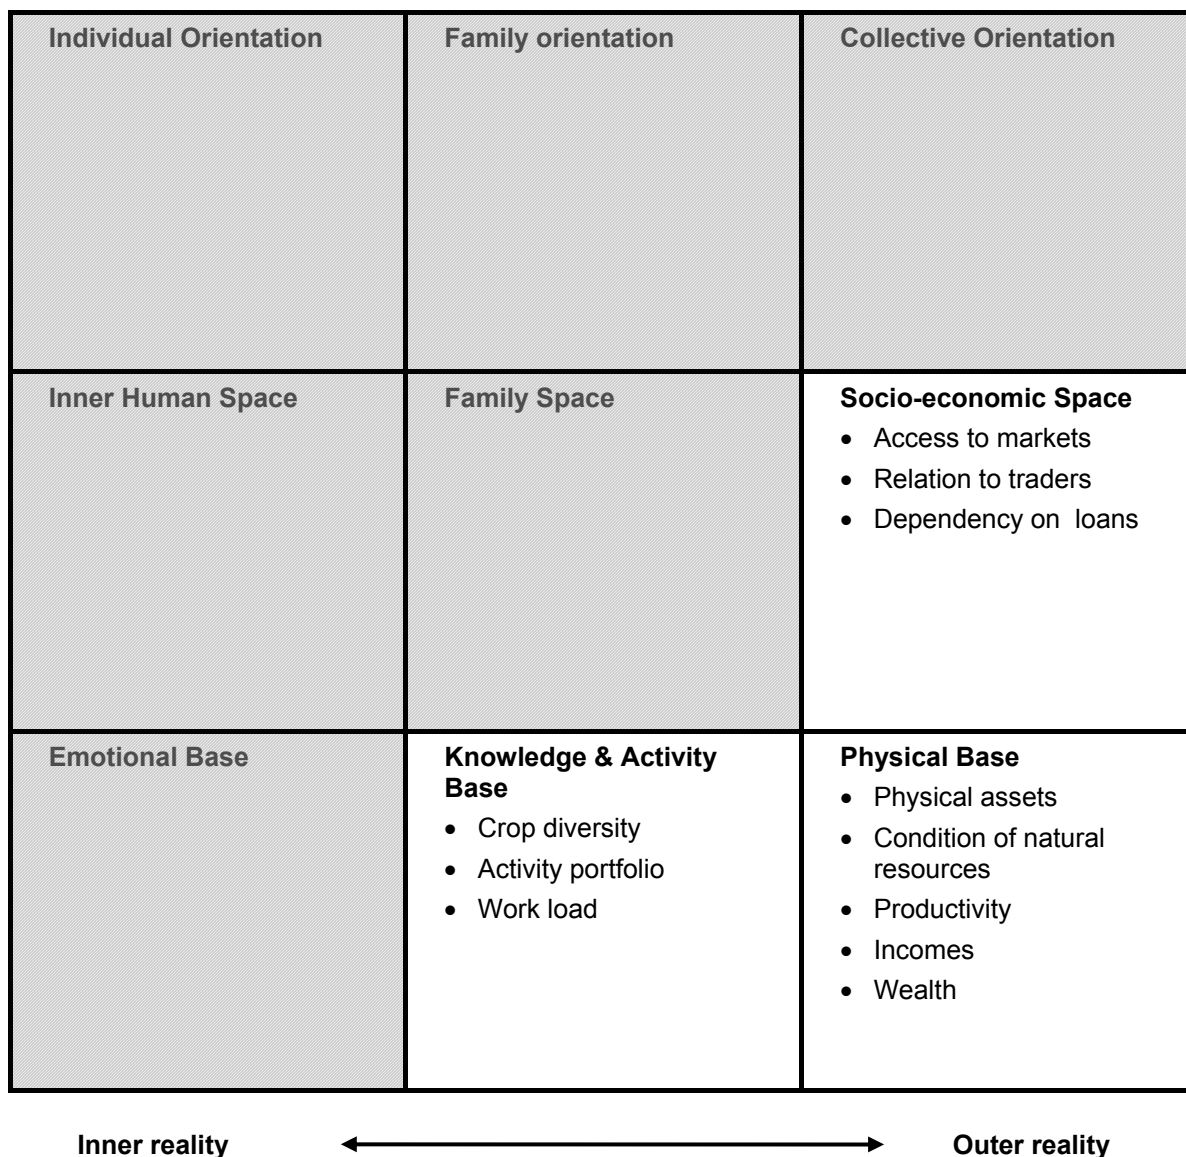 Individual Orientation
Family orientation
Collective Orientation
Inner Human Space
Family Space
Socio-economic Space
• Access to markets
• Relation to traders
• Dependency on loans
Emotional Base
Knowledge & Activity
Base
• Crop diversity
• Activity portfolio
• Work load
Physical Base
• Physical assets
• Condition of natural
resources
• Productivity
• Incomes
• Wealth
Inner reality
Outer reality